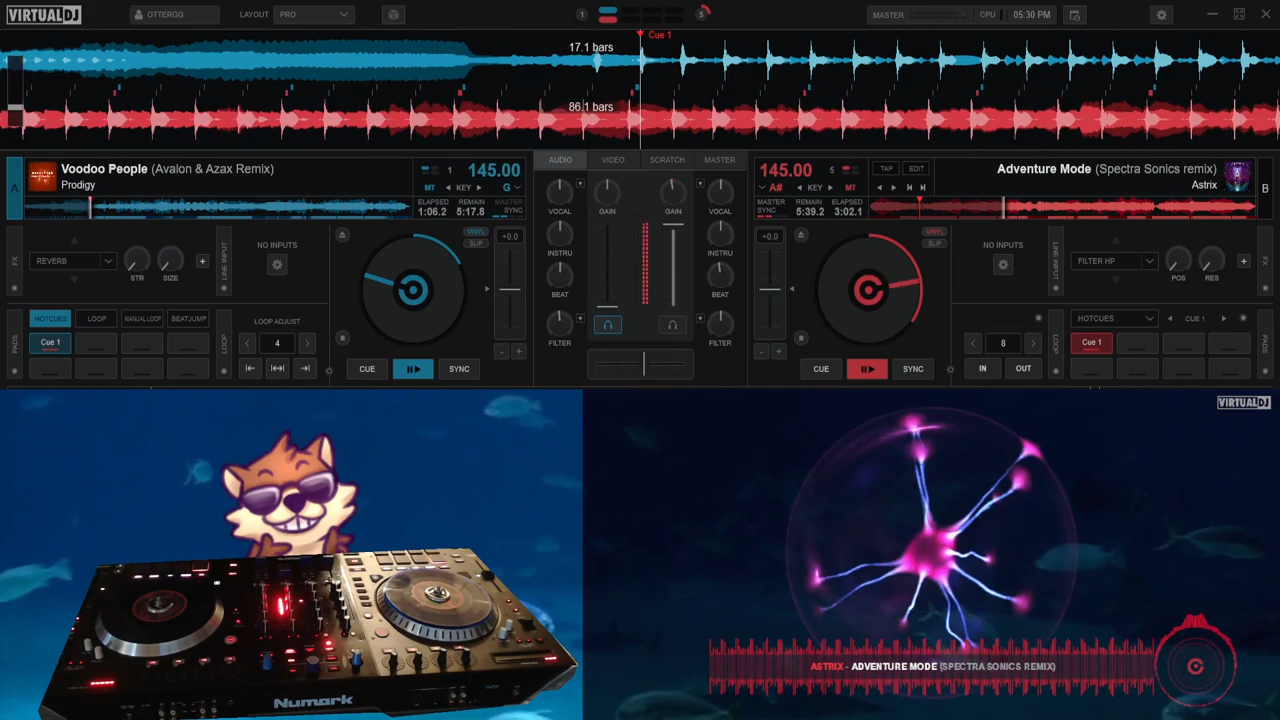 VIRTUALDJ
OTTEROG
LAYOUT PRO
1
5
MASTER CPU 05:30 PM
Cue 1
17.1 bars
86.1 bars
A
Voodoo People (Avalon & Azax Remix)
Prodigy
1 145.00
MT KEY G
ELAPSED 1:06.2 REMAIN 5:17.8 MASTER SYNC
AUDIO VIDEO SCRATCH MASTER
145.00 5
A# KEY MT
MASTER SYNC REMAIN 5:39.2 ELAPSED 3:02.1
TAP EDIT
Adventure Mode (Spectra Sonics remix)
Astrix
B
FX
REVERB
STR SIZE
LINE INPUT
NO INPUTS
VINYL
SLIP
+0.0
VOCAL GAIN GAIN VOCAL
INSTRU INSTRU
BEAT BEAT
FILTER FILTER
+0.0
VINYL
SLIP
NO INPUTS
LINE INPUT
FILTER HP
POS RES
FX
PADS
HOTCUES LOOP MANUAL LOOP BEATJUMP
Cue 1
LOOP
LOOP ADJUST
4
CUE SYNC
CUE SYNC
8
IN OUT
LOOP
HOTCUES CUE 1
Cue 1
PADS
Numark
VIRTUALDJ
ASTRIX - ADVENTURE MODE (SPECTRA SONICS REMIX)